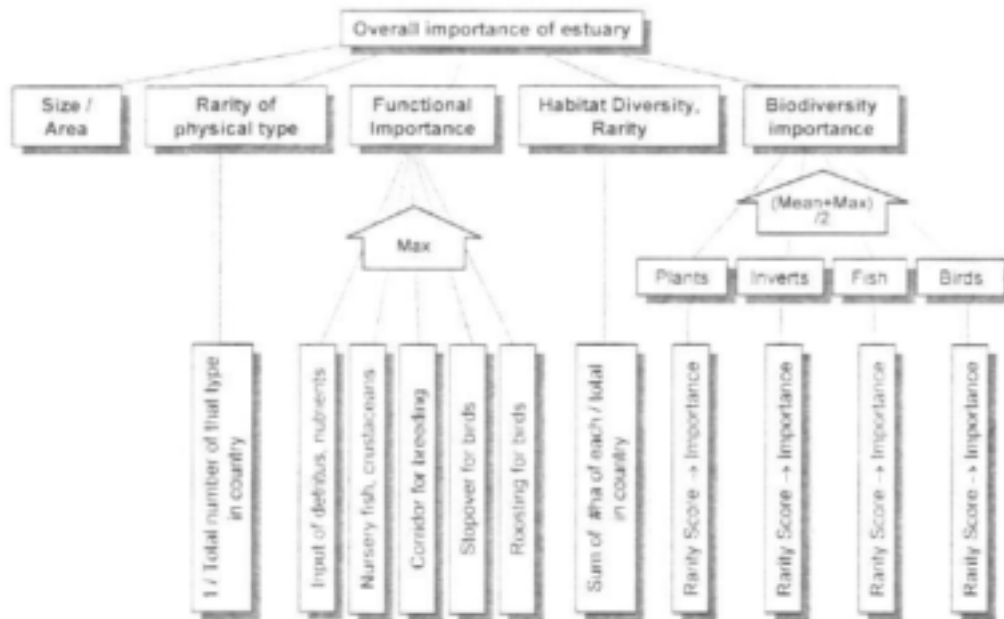 Overall importance of estuary
Size /
Area
Rarity of
physical type
Functional
Importance
Habitat Diversity,
Rarity
Biodiversity
importance
Max
(Mean+Max)
/2
Plants
Inverts
Fish
Birds
1 / Total number of that type
in country
Input of detritus, nutrients
Nursery fish, crustaceans
Corridor for breeding
Stopover for birds
Roosting for birds
Sum of #ha of each / total
in country
Rarity Score → Importance
Rarity Score → Importance
Rarity Score → Importance
Rarity Score → Importance